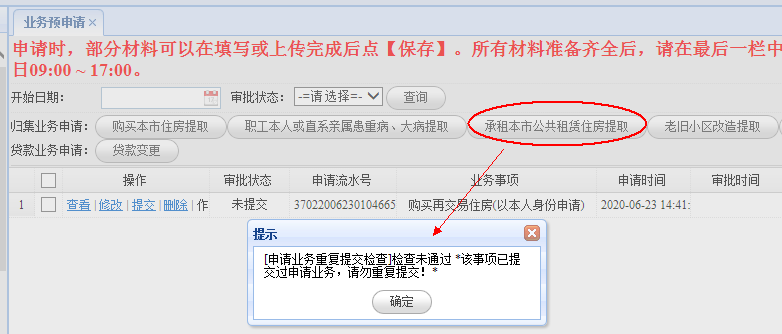 业务预申请
申请时，部分材料可以在填写或上传完成后点【保存】。所有材料准备齐全后，请在最后一栏中
日09:00 ~ 17:00。
开始日期： 审批状态： -=请选择=- 查询
归集业务申请： 购买本市住房提取 职工本人或直系亲属患重病、大病提取 承租本市公共租赁住房提取 老旧小区改造提取
贷款业务申请： 贷款变更
操作 审批状态 申请流水号 业务事项 申请时间 审批时间
1 查看 | 修改 | 提交 | 删除 | 作 未提交 37022006230104665 购买再交易住房(以本人身份申请) 2020-06-23 14:41:
提示
[申请业务重复提交检查]检查未通过 *该事项已提
交过申请业务，请勿重复提交！*
确定